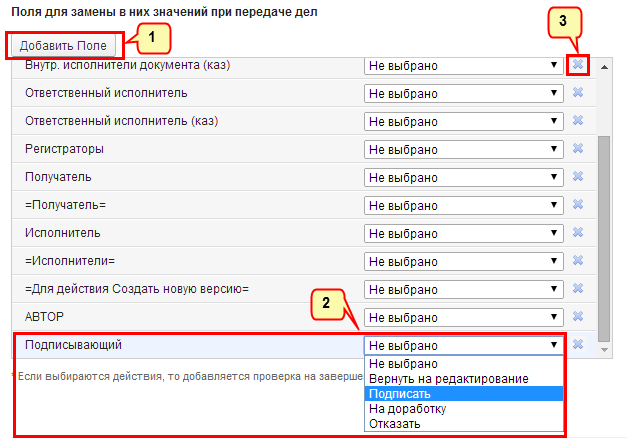 Поля для замены в них значений при передаче дел
3
1
Добавить Поле
Внутр. исполнители документа (каз) Не выбрано
Ответственный исполнитель Не выбрано
Ответственный исполнитель (каз) Не выбрано
Регистраторы Не выбрано
Получатель Не выбрано
=Получатель= Не выбрано
Исполнитель Не выбрано
=Исполнители= Не выбрано
=Для действия Создать новую версию= Не выбрано
2
АВТОР Не выбрано
Подписывающий Не выбрано
Не выбрано
* Если выбираются действия, то добавляется проверка на заверше
Вернуть на редактирование
Подписать
На доработку
Отказать